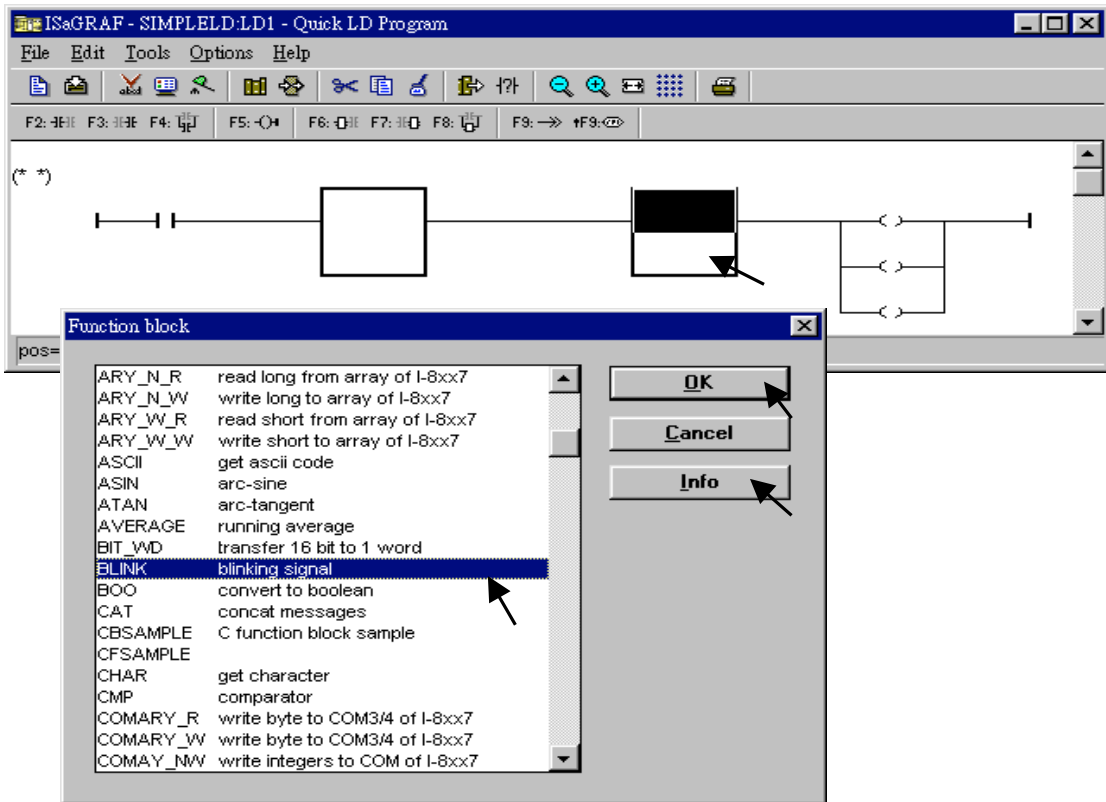 ISaGRAF - SIMPLELD:LD1 - Quick LD Program
File Edit Tools Options Help
F2: F3: F4: F5: F6: F7: F8: F9: F9:
(* *)
pos=
Function block
ARY_N_R read long from array of I-8xx7
ARY_N_W write long to array of I-8xx7
ARY_W_R read short from array of I-8xx7
ARY_W_W write short to array of I-8xx7
ASCII get ascii code
ASIN arc-sine
ATAN arc-tangent
AVERAGE running average
BIT_WD transfer 16 bit to 1 word
BLINK blinking signal
BOO convert to boolean
CAT concat messages
CBSAMPLE C function block sample
CFSAMPLE
CHAR get character
CMP comparator
COMARY_R write byte to COM3/4 of I-8xx7
COMARY_W write byte to COM3/4 of I-8xx7
COMAY_NW write integers to COM of I-8xx7
OK
Cancel
Info